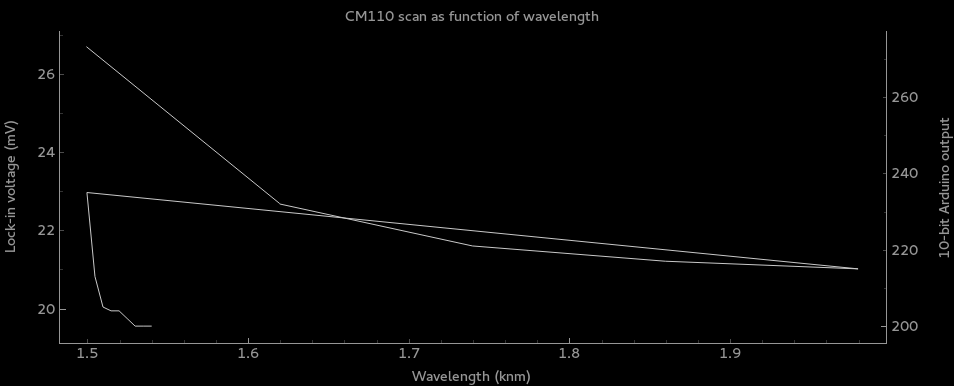 CM110 scan as function of wavelength
26
24
22
20
Lock-in voltage (mV)
260
240
220
200
10-bit Arduino output
1.5 1.6 1.7 1.8 1.9
Wavelength (knm)